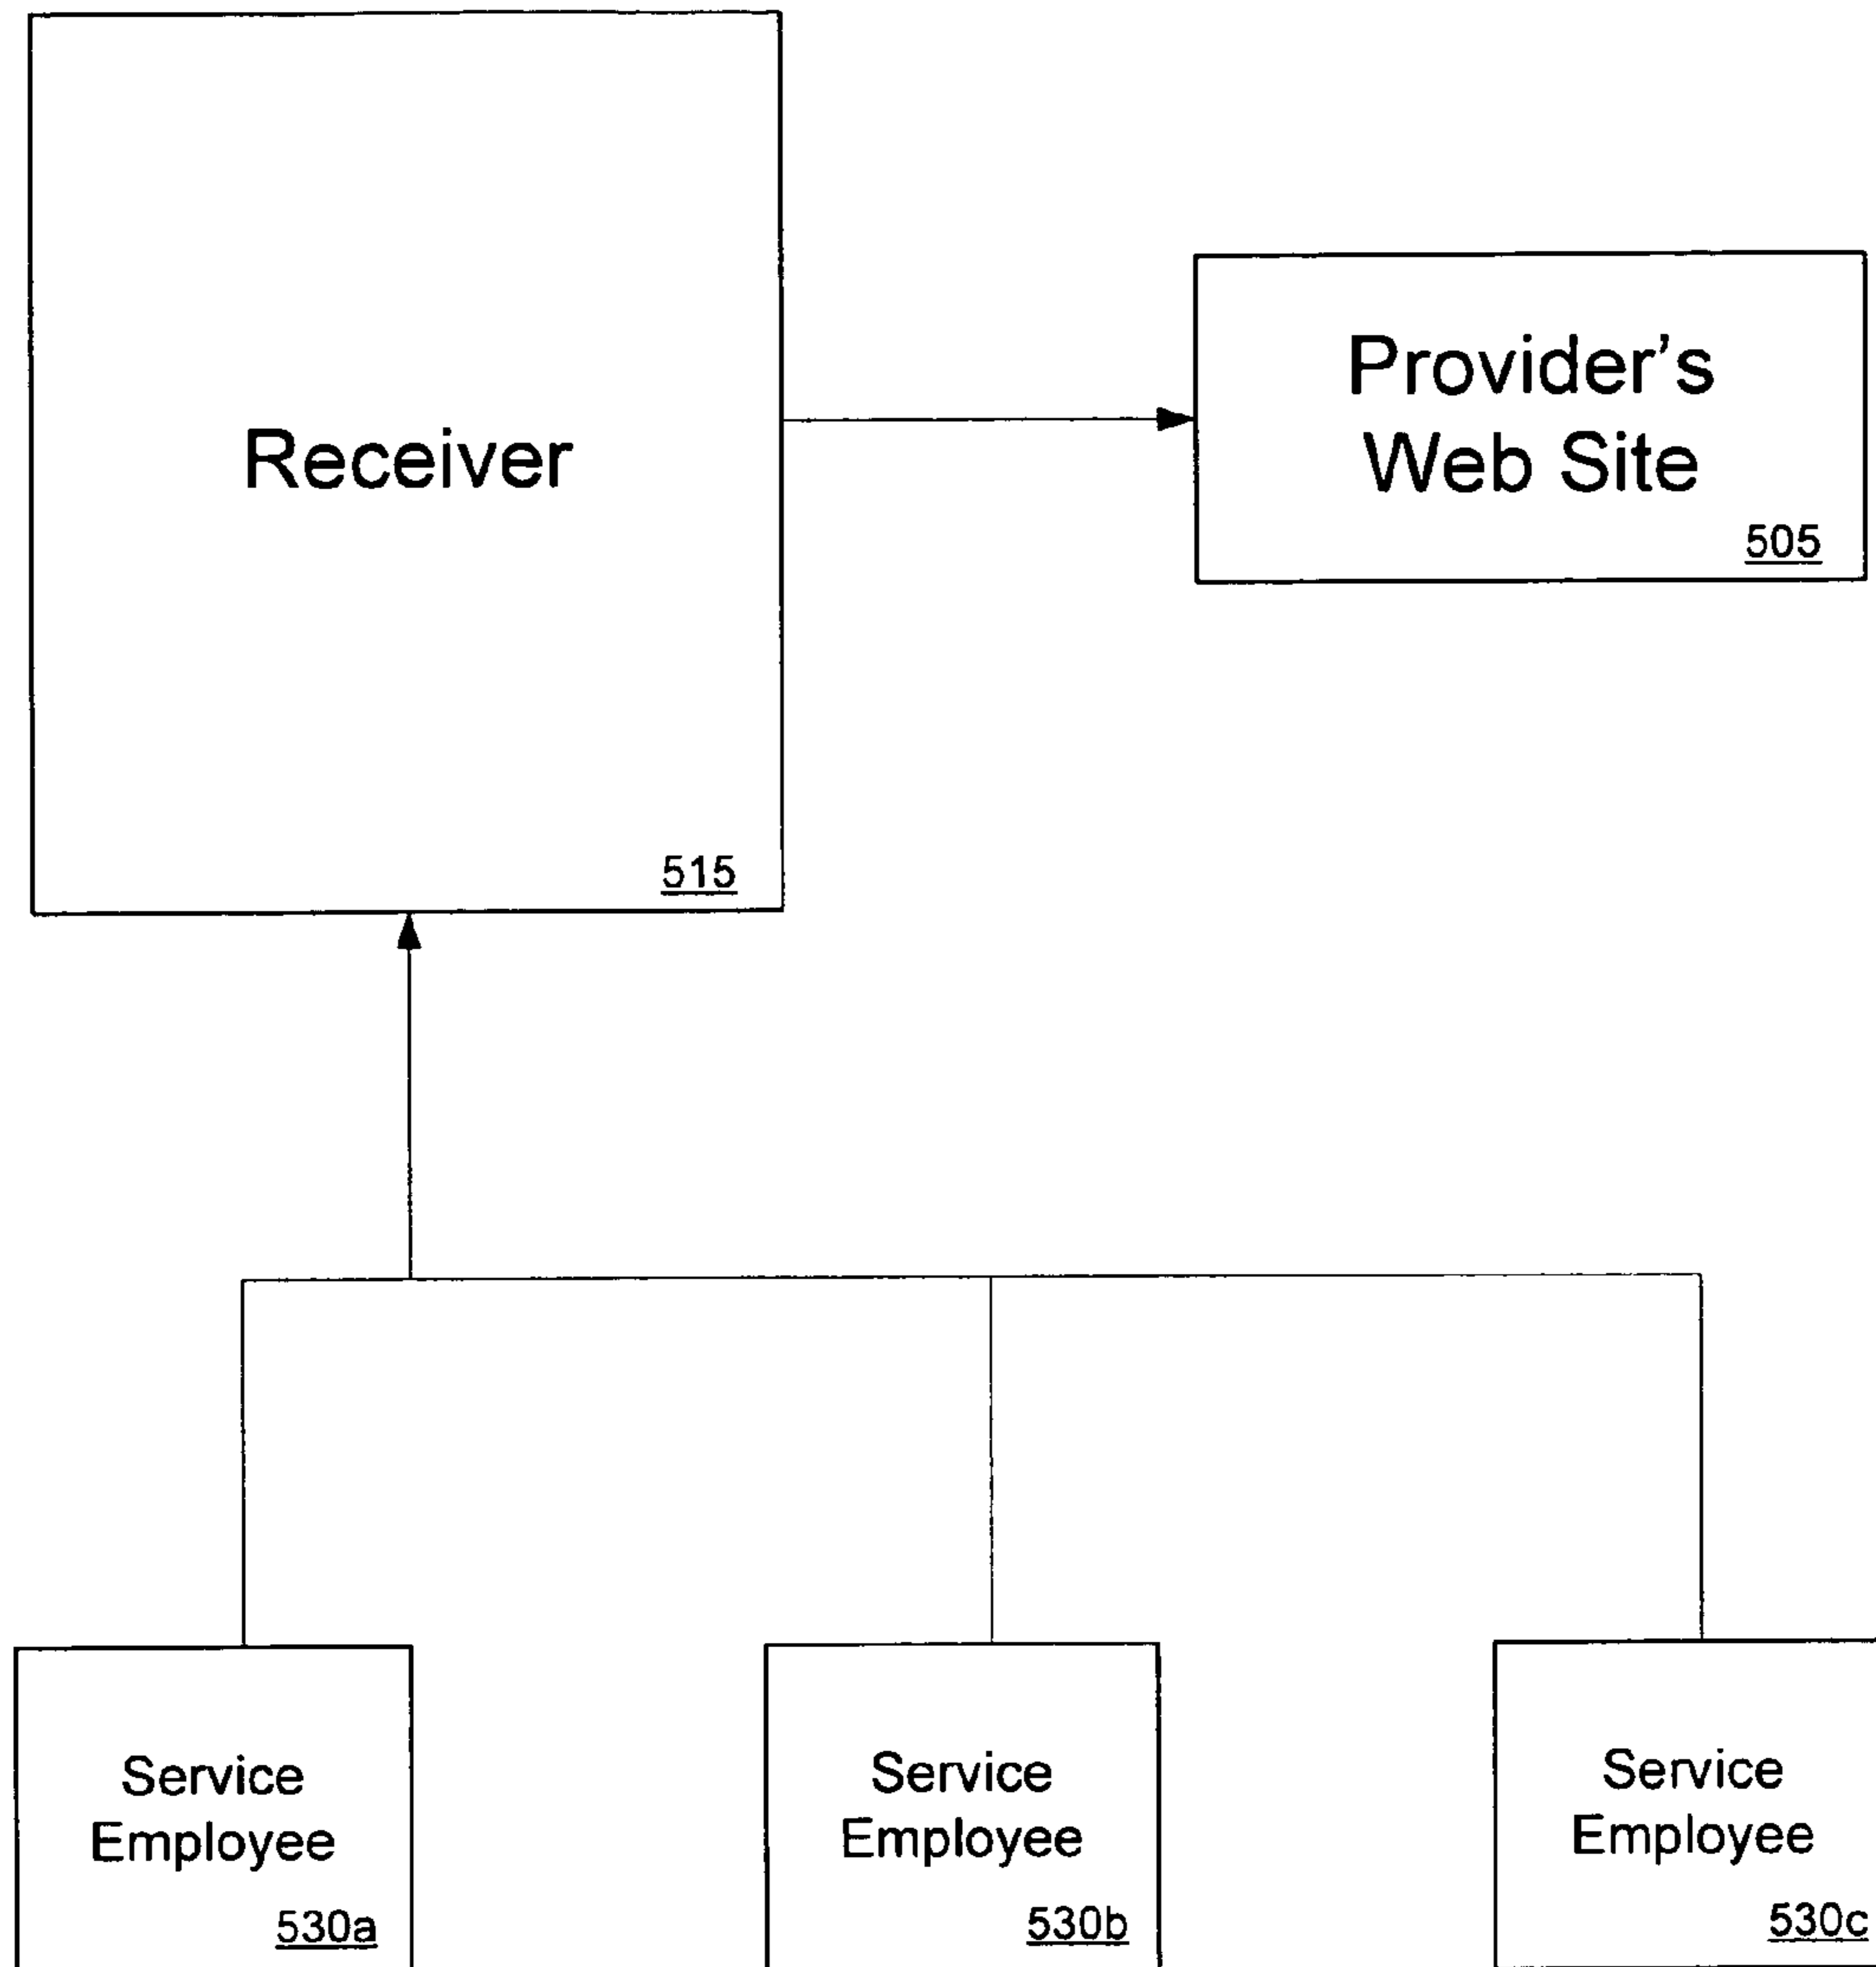 Receiver
515
Provider's
Web Site
505
Service
Employee
530a
Service
Employee
530b
Service
Employee
530c